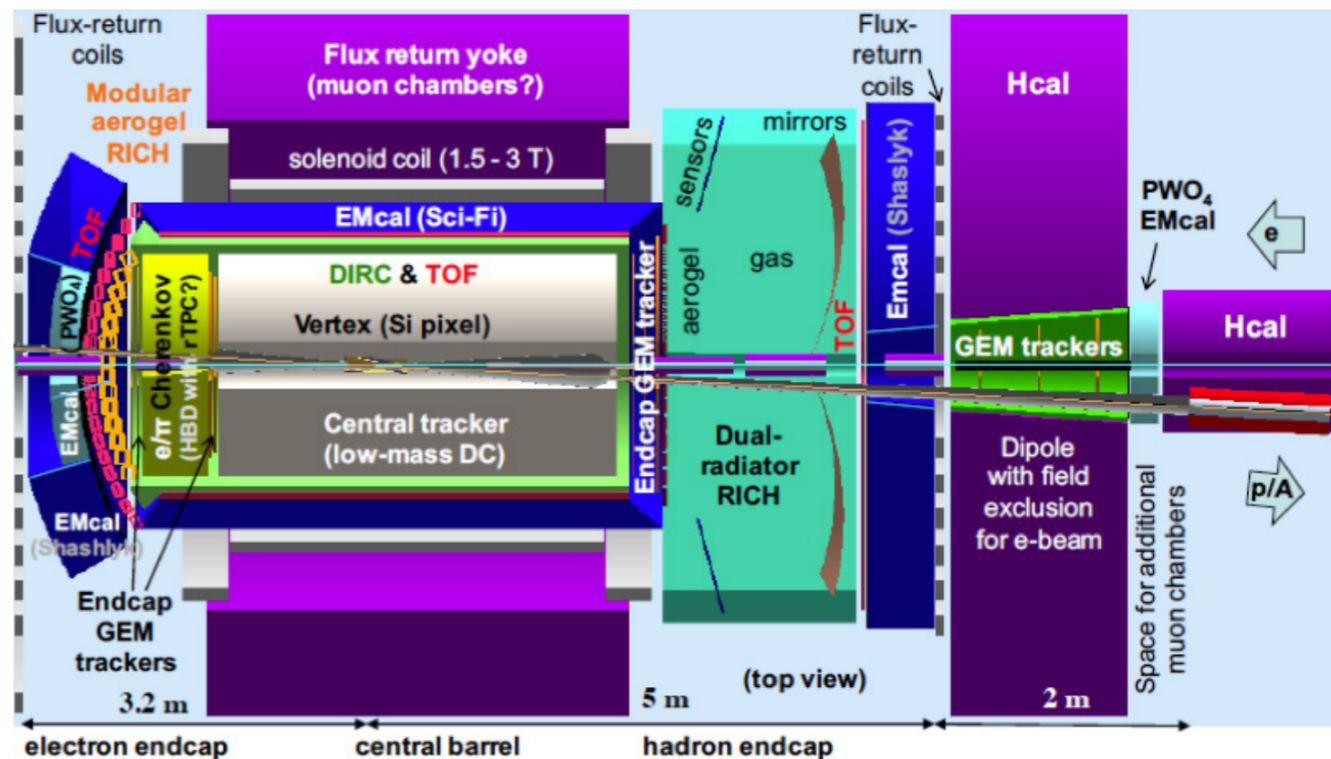 Flux-return
coils
Modular
aerogel
RICH
Flux return yoke
(muon chambers?)
solenoid coil (1.5 - 3 T)
EMcal (Sci-Fi)
DIRC & TOF
Vertex (Si pixel)
Central tracker
(low-mass DC)
TOF
(PWO₄)
EMcal
EMcal
(Shashlyk)
e/π Cherenkov
(HBD with rTPC?)
Endcap
GEM
trackers
Endcap GEM tracker
sensors
mirrors
aerogel
gas
TOF
Dual-
radiator
RICH
Flux-
return
coils
Emcal (Shaslyk)
Hcal
GEM trackers
Dipole
with field
exclusion
for e-beam
PWO₄
EMcal
e
Hcal
p/A
Space for additional
muon chambers
(top view)
3.2 m
5 m
2 m
electron endcap
central barrel
hadron endcap